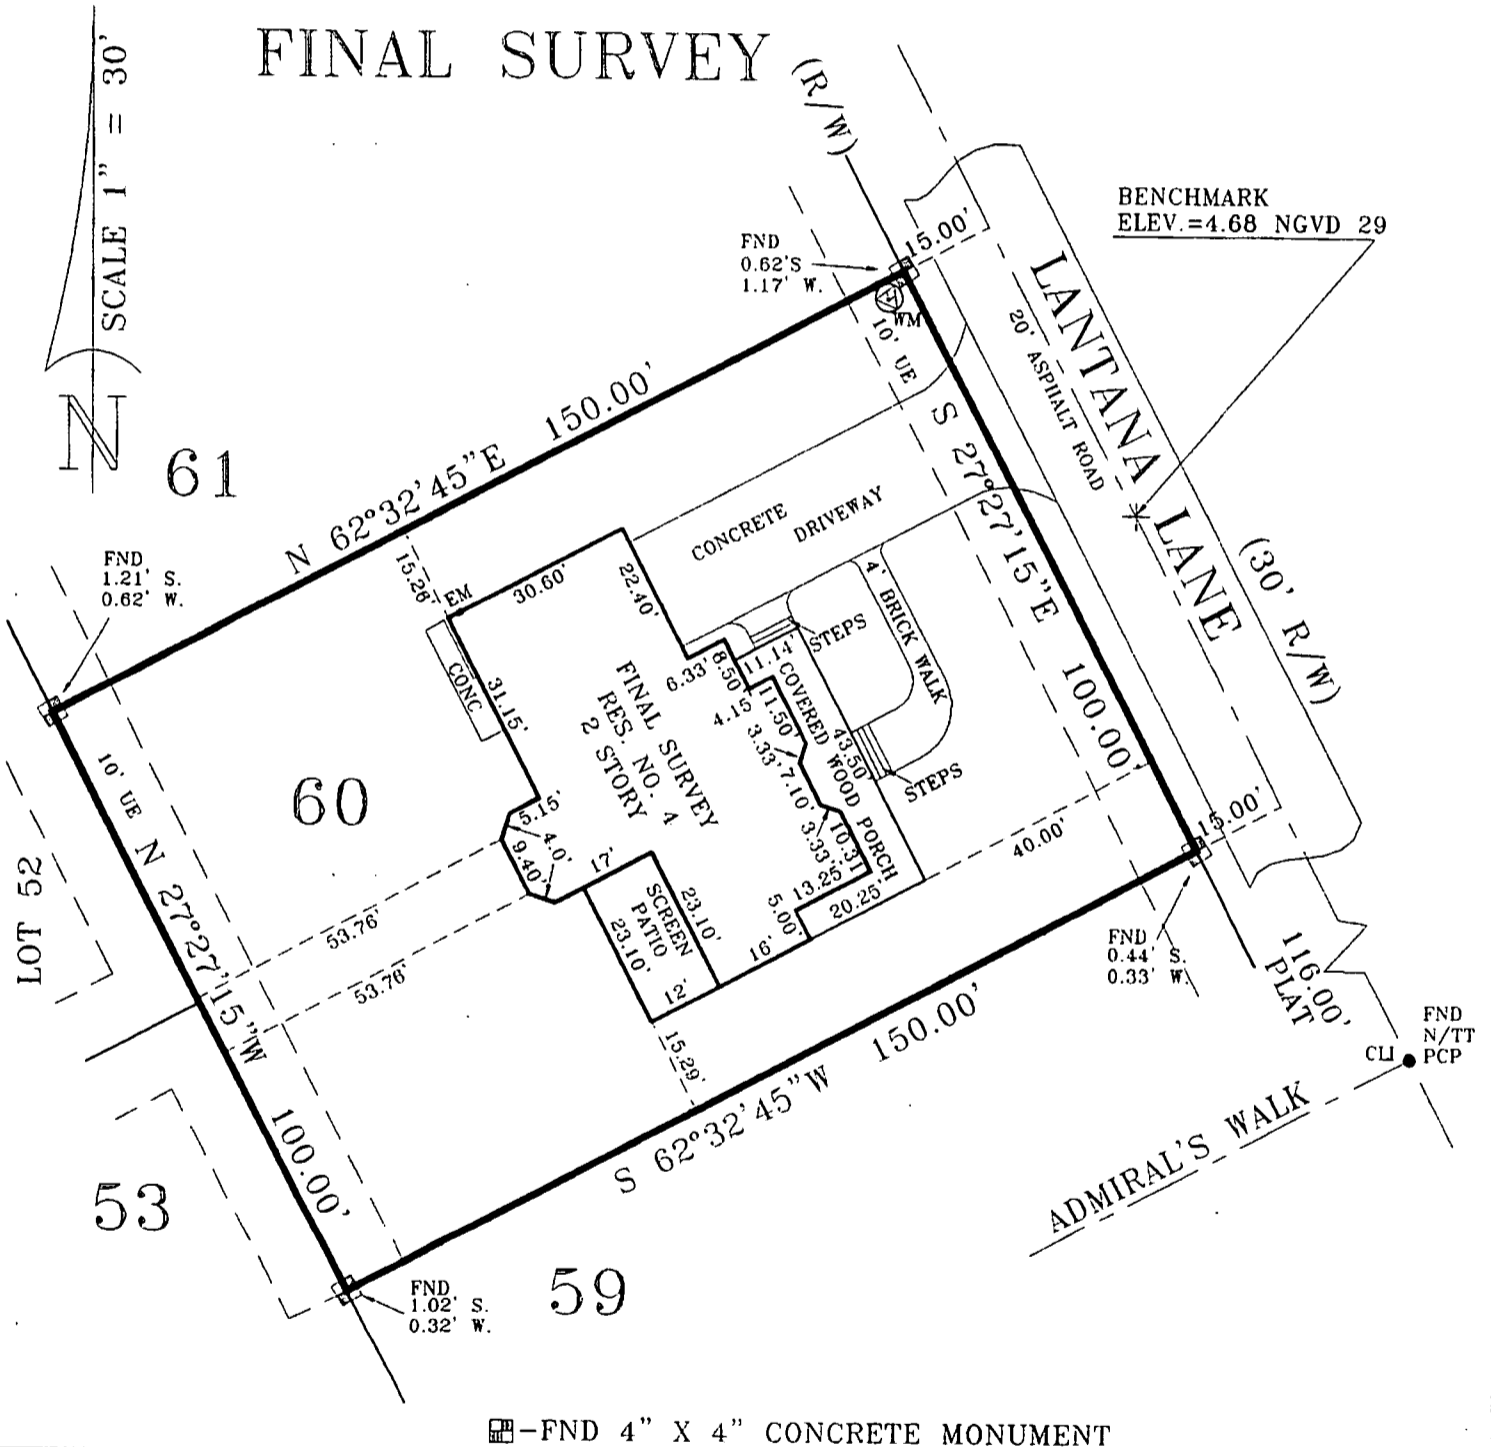 FINAL SURVEY
SCALE 1" = 30'
N
(R/W)
BENCHMARK
ELEV.=4.68 NGVD 29
FND
0.62'S
1.17' W.
15.00'
WM
10' UE
LANTANA LANE
20' ASPHALT ROAD
(30' R/W)
61
N 62°32'45"E 150.00'
S 27°27'15"E 100.00'
FND
1.21' S.
0.62' W.
15.26'
EM
30.60'
22.40'
CONCRETE DRIVEWAY
4' BRICK WALK
STEPS
CONC
31.15'
6.33'
8.50'
11.14'
4.15
11.50'
3.33'
7.10'
3.33'
10.31
COVERED WOOD PORCH
43.50'
STEPS
FINAL SURVEY
RES. NO. 4
2 STORY
60
10' UE
N 27°27'15"W 100.00'
LOT 52
5.15'
4.0'
9.40'
17'
53.76'
53.76'
SCREEN
PATIO
23.10'
23.10'
12'
16'
5.00'
13.25'
20.25'
40.00'
15.00'
15.29'
FND
0.44' S.
0.33' W.
116.00'
PLAT
FND
N/TT
PCP
S 62°32'45"W 150.00'
ADMIRAL'S WALK
53
59
FND
1.02' S.
0.32' W.
-FND 4" X 4" CONCRETE MONUMENT